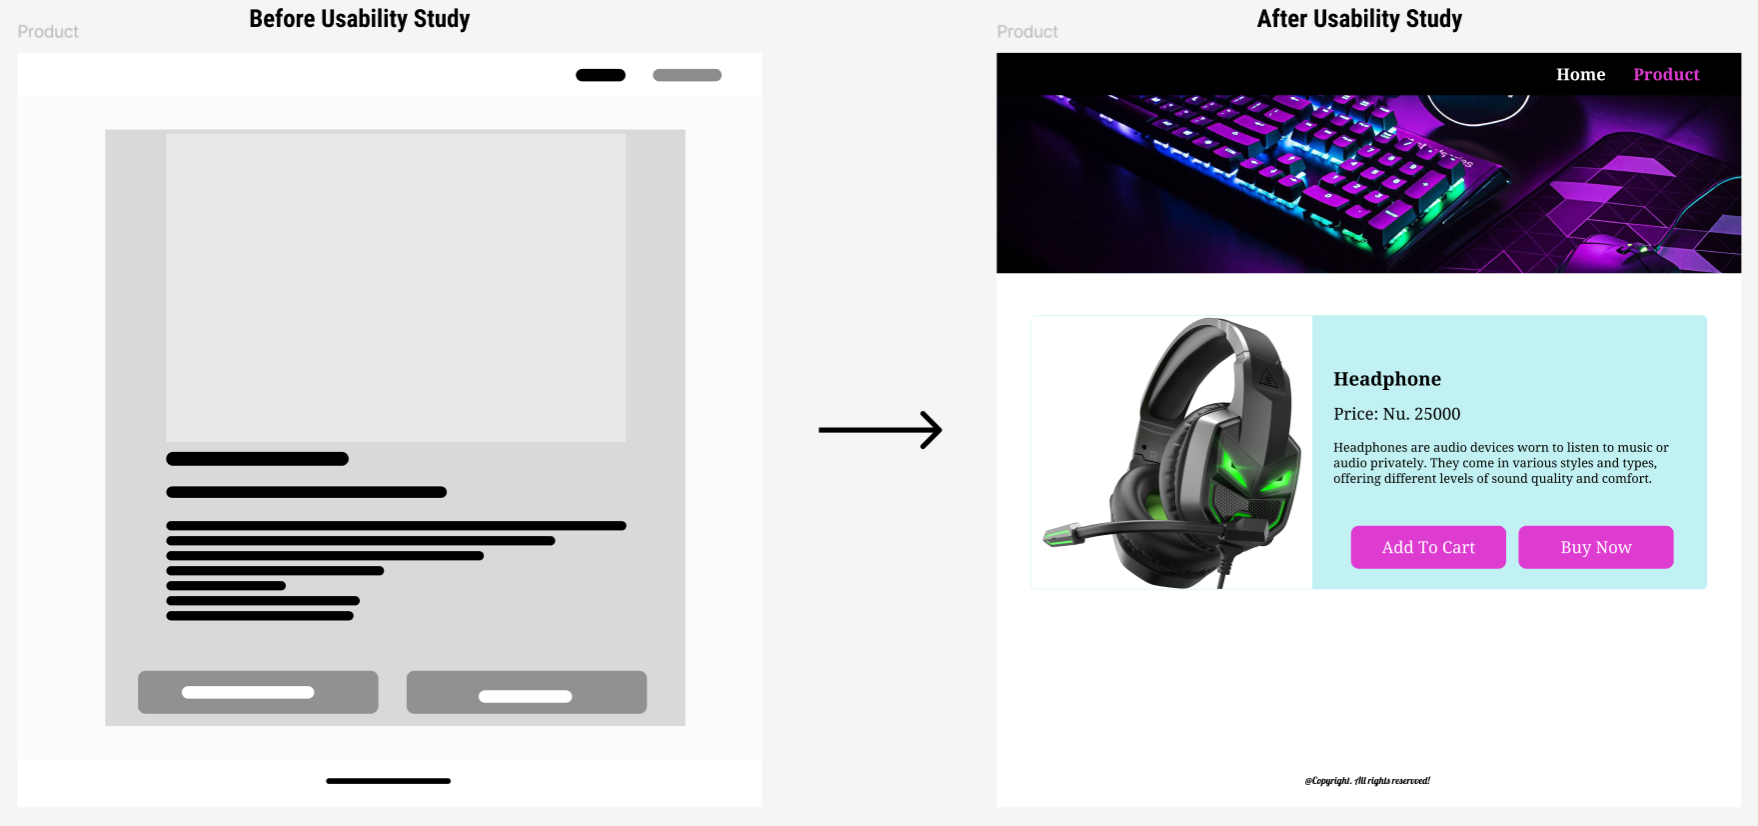 Before Usability Study
Product
After Usability Study
Product
Home Product
Headphone
Price: Nu. 25000
Headphones are audio devices worn to listen to music or
audio privately. They come in various styles and types,
offering different levels of sound quality and comfort.
Add To Cart Buy Now
@Copyright. All rights reservved!